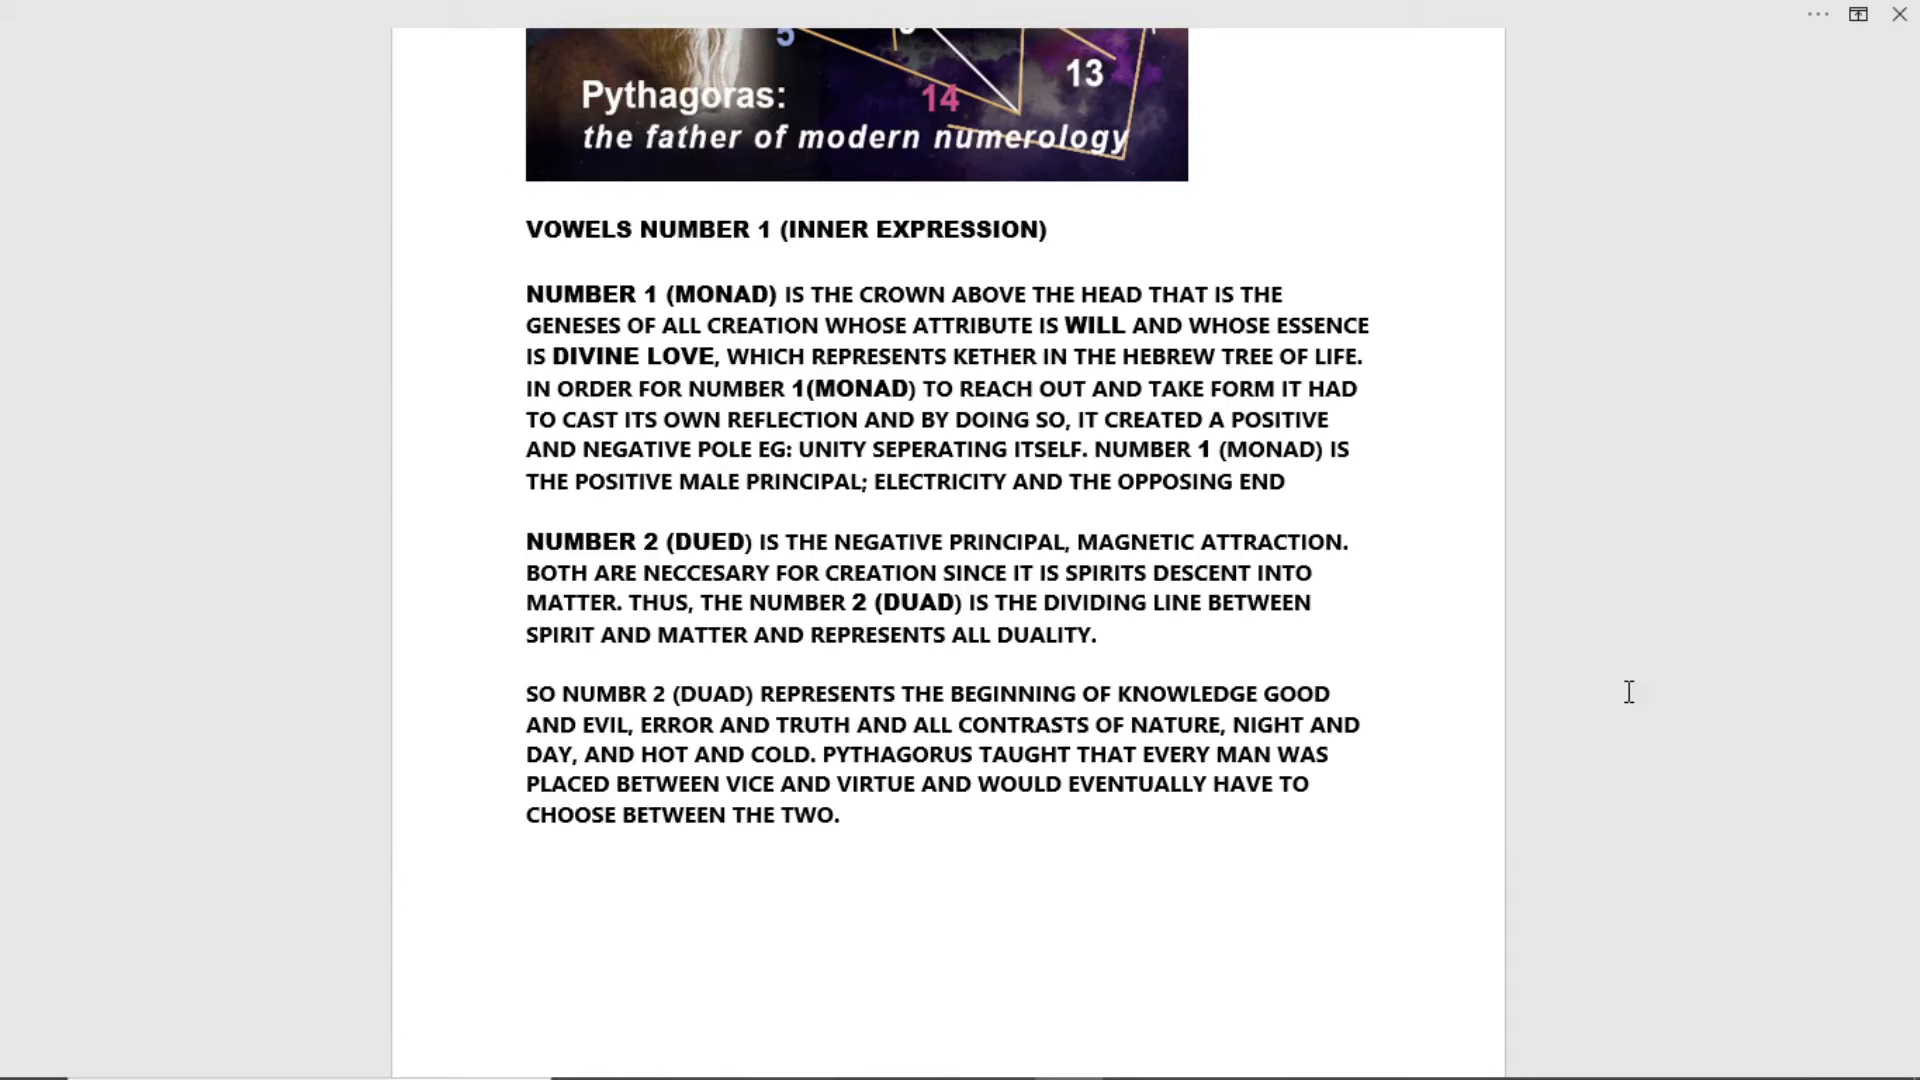 5
13
14
Pythagoras:
the father of modern numerology
VOWELS NUMBER 1 (INNER EXPRESSION)
NUMBER 1 (MONAD) IS THE CROWN ABOVE THE HEAD THAT IS THE
GENESES OF ALL CREATION WHOSE ATTRIBUTE IS WILL AND WHOSE ESSENCE
IS DIVINE LOVE, WHICH REPRESENTS KETHER IN THE HEBREW TREE OF LIFE.
IN ORDER FOR NUMBER 1(MONAD) TO REACH OUT AND TAKE FORM IT HAD
TO CAST ITS OWN REFLECTION AND BY DOING SO, IT CREATED A POSITIVE
AND NEGATIVE POLE EG: UNITY SEPERATING ITSELF. NUMBER 1 (MONAD) IS
THE POSITIVE MALE PRINCIPAL; ELECTRICITY AND THE OPPOSING END
NUMBER 2 (DUED) IS THE NEGATIVE PRINCIPAL, MAGNETIC ATTRACTION.
BOTH ARE NECCESARY FOR CREATION SINCE IT IS SPIRITS DESCENT INTO
MATTER. THUS, THE NUMBER 2 (DUAD) IS THE DIVIDING LINE BETWEEN
SPIRIT AND MATTER AND REPRESENTS ALL DUALITY.
SO NUMBR 2 (DUAD) REPRESENTS THE BEGINNING OF KNOWLEDGE GOOD
AND EVIL, ERROR AND TRUTH AND ALL CONTRASTS OF NATURE, NIGHT AND
DAY, AND HOT AND COLD. PYTHAGORUS TAUGHT THAT EVERY MAN WAS
PLACED BETWEEN VICE AND VIRTUE AND WOULD EVENTUALLY HAVE TO
CHOOSE BETWEEN THE TWO.